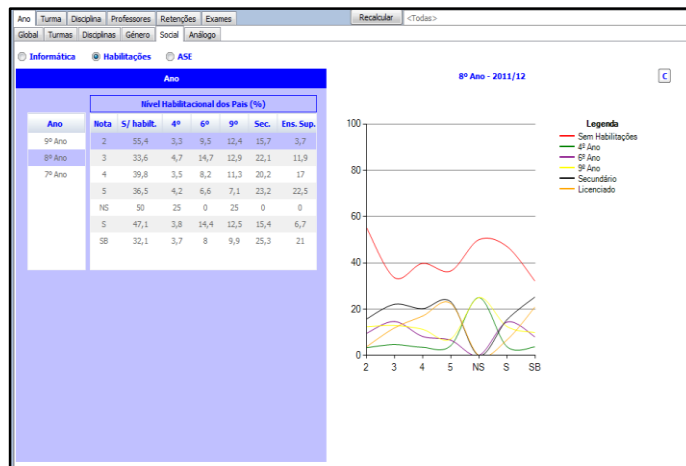 Ano Turma Disciplina Professores Retenções Exames Recalcular <Todas>
Global Turmas Disciplinas Género Social Análogo
Informática Habilitações ASE
Ano
8º Ano - 2011/12
C
Nível Habilitacional dos Pais (%)
Ano Nota S/ habilt. 4º 6º 9º Sec. Ens. Sup.
9º Ano 2 55,4 3,3 9,5 12,4 15,7 3,7
8º Ano 3 33,6 4,7 14,7 12,9 22,1 11,9
7º Ano 4 39,8 3,5 8,2 11,3 20,2 17
5 36,5 4,2 6,6 7,1 23,2 22,5
NS 50 25 0 25 0 0
S 47,1 3,8 14,4 12,5 15,4 6,7
SB 32,1 3,7 8 9,9 25,3 21
100
80
60
40
20
0
2 3 4 5 NS S SB
Legenda
Sem Habilitações
4º Ano
6º Ano
9º Ano
Secundário
Licenciado